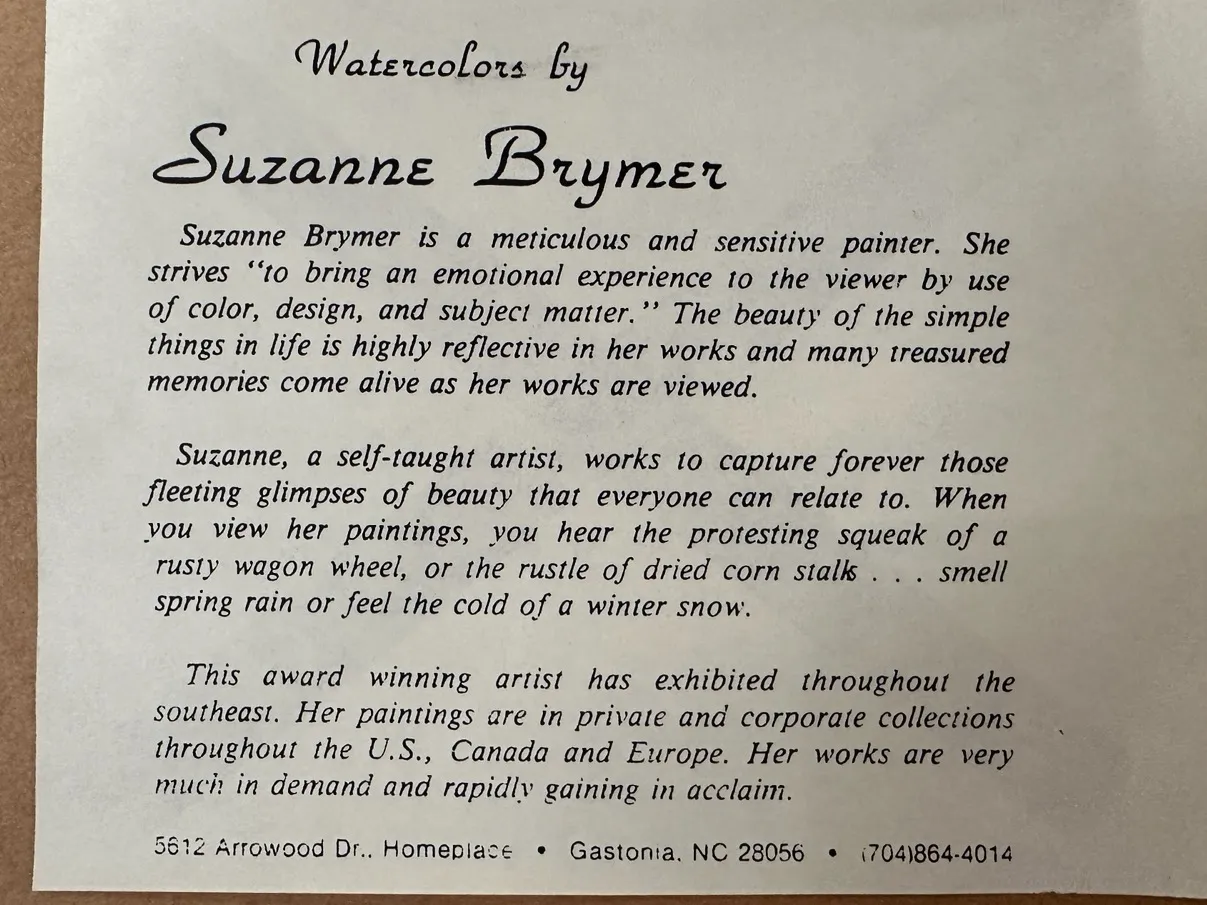 Watercolors by
Suzanne Brymer
Suzanne Brymer is a meticulous and sensitive painter. She
strives “to bring an emotional experience to the viewer by use
of color, design, and subject matter.” The beauty of the simple
things in life is highly reflective in her works and many treasured
memories come alive as her works are viewed.
Suzanne, a self-taught artist, works to capture forever those
fleeting glimpses of beauty that everyone can relate to. When
you view her paintings, you hear the protesting squeak of a
rusty wagon wheel, or the rustle of dried corn stalks . . . smell
spring rain or feel the cold of a winter snow.
This award winning artist has exhibited throughout the
southeast. Her paintings are in private and corporate collections
throughout the U.S., Canada and Europe. Her works are very
much in demand and rapidly gaining in acclaim.
5612 Arrowood Dr., Homeplace • Gastonia, NC 28056 • (704)864-4014